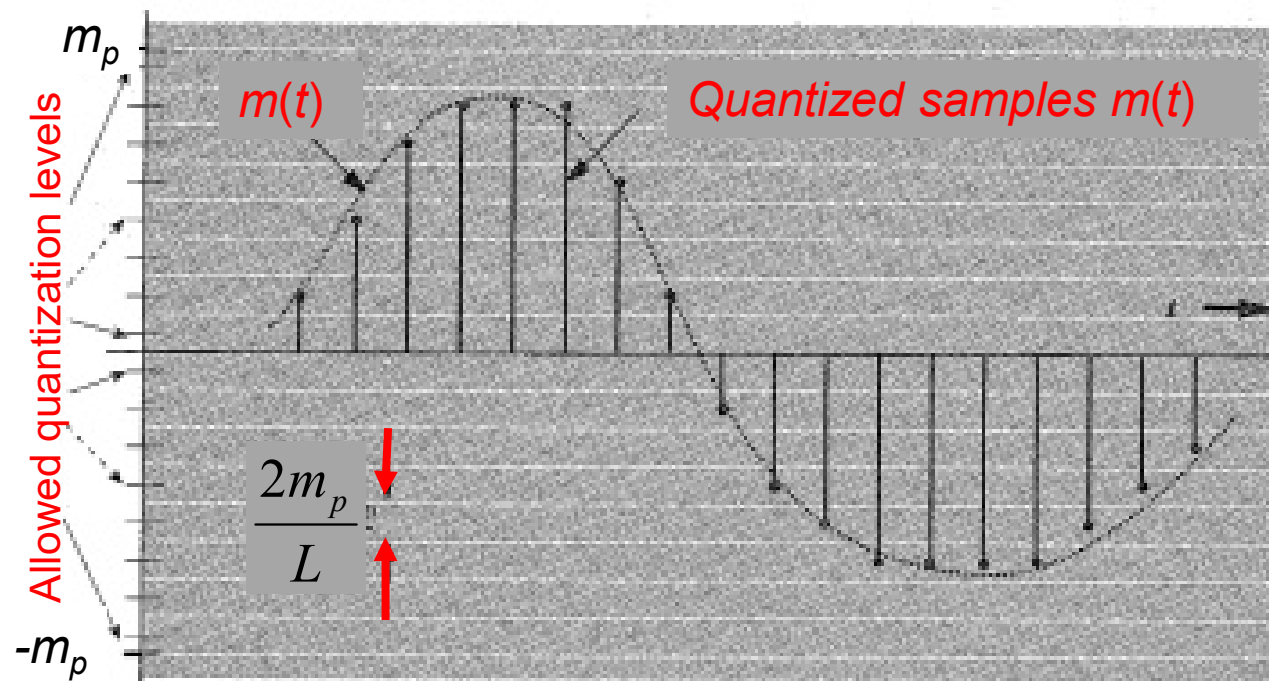 m_p
m(t)
Quantized samples m(t)
Allowed quantization levels
t
2m_p
L
-m_p